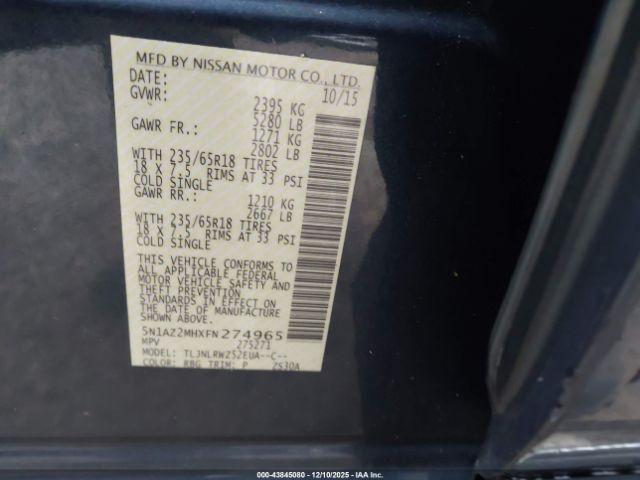 MFD BY NISSAN MOTOR CO., LTD.
DATE: 10/15
GVWR: 2395 KG
5280 LB
GAWR FR.: 1271 KG
2802 LB
WITH 235/65R18 TIRES
18 X 7.5 RIMS AT 33 PSI
COLD SINGLE
GAWR RR.: 1210 KG
2667 LB
WITH 235/65R18 TIRES
18 X 7.5 RIMS AT 33 PSI
COLD SINGLE
THIS VEHICLE CONFORMS TO
ALL APPLICABLE FEDERAL
MOTOR VEHICLE SAFETY AND
THEFT PREVENTION
STANDARDS IN EFFECT ON
THE DATE OF MANUFACTURE
SHOWN ABOVE.
5N1AZ2MHXFN274965
MPV 275271
MODEL: TLJNLRWZ52EUA--C--
COLOR: RBG TRIM: P 2S30A
000-43845080 - 12/10/2025 - IAA Inc.